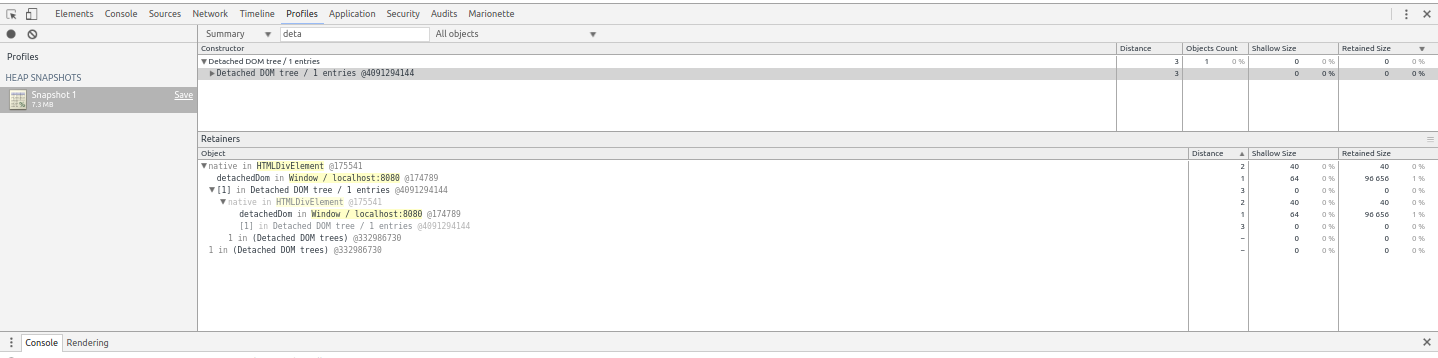 Elements Console Sources Network Timeline Profiles Application Security Audits Marionette
Summary deta All objects
Profiles
HEAP SNAPSHOTS
Snapshot 1 Save
7.3 MB
Constructor Distance Objects Count Shallow Size Retained Size
Detached DOM tree / 1 entries 3 1 0 % 0 0 % 0 0 %
Detached DOM tree / 1 entries @4091294144 3 0 0 % 0 0 %
Retainers
Object Distance Shallow Size Retained Size
native in HTMLDivElement @175541 2 40 0 % 40 0 %
detachedDom in Window / localhost:8080 @174789 1 64 0 % 96 656 1 %
[1] in Detached DOM tree / 1 entries @4091294144 3 0 0 % 0 0 %
native in HTMLDivElement @175541 2 40 0 % 40 0 %
detachedDom in Window / localhost:8080 @174789 1 64 0 % 96 656 1 %
[1] in Detached DOM tree / 1 entries @4091294144 3 0 0 % 0 0 %
1 in (Detached DOM trees) @332986730 – 0 0 % 0 0 %
1 in (Detached DOM trees) @332986730 – 0 0 % 0 0 %
Console Rendering